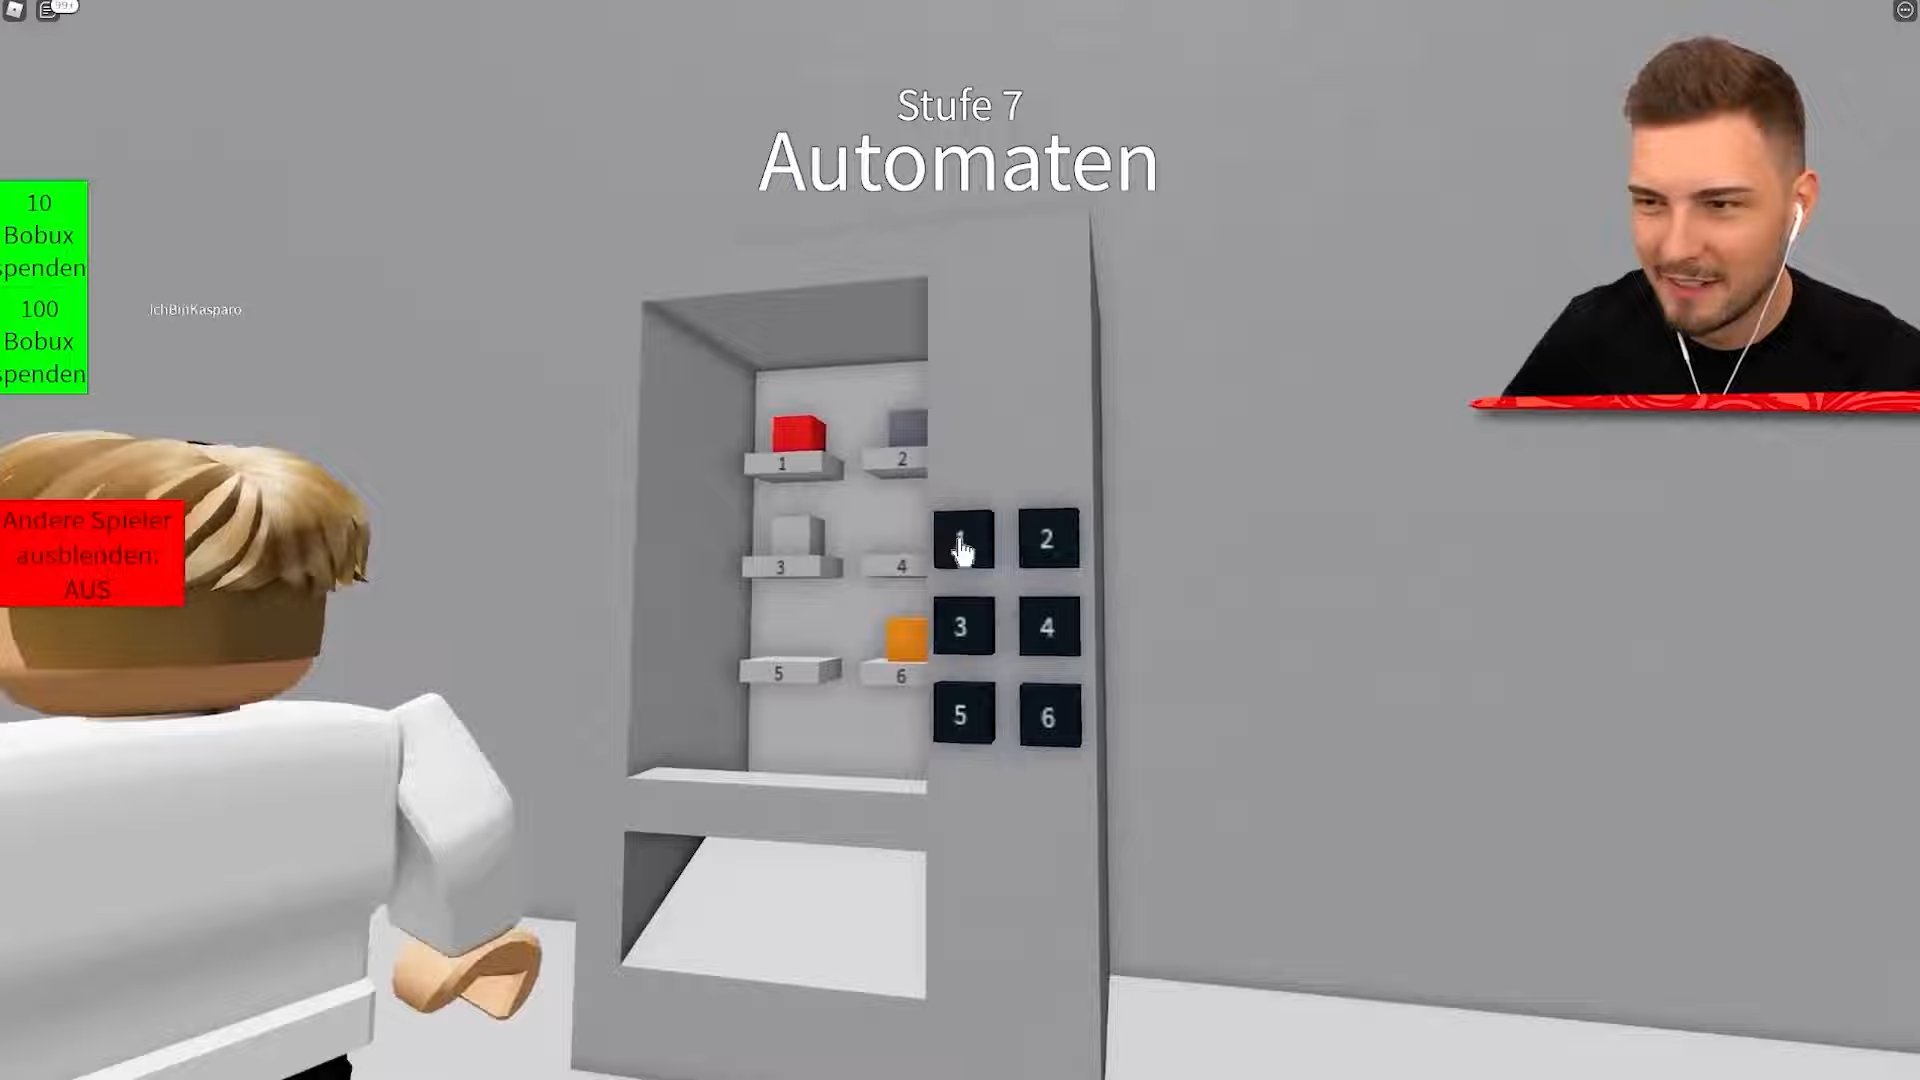 99+
Stufe 7
Automaten
10
Bobux
spenden
100
Bobux
spenden
IchBinKasparo
Andere Spieler
ausblenden:
AUS
1
2
3
4
5
6
1
2
3
4
5
6